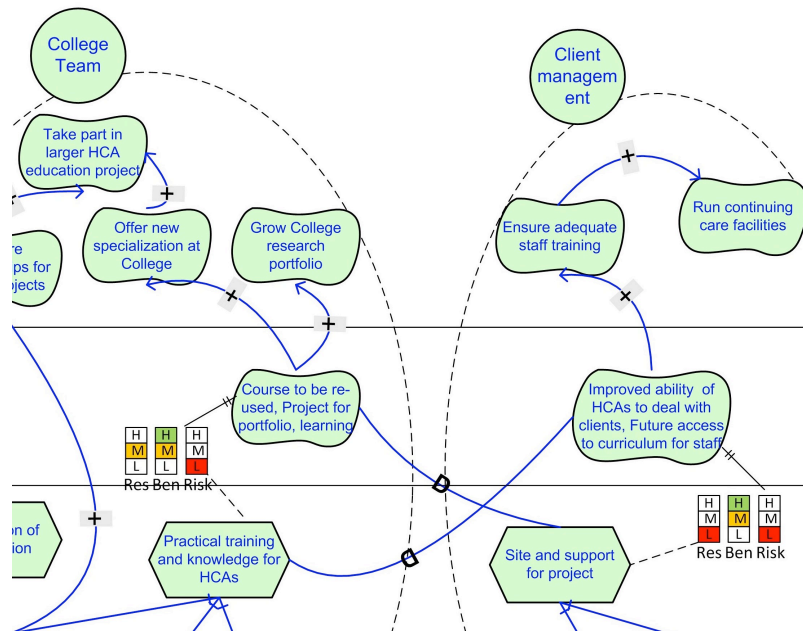 College
Team
Client
managem
ent
Take part in
larger HCA
education project
Offer new
specialization at
College
Grow College
research
portfolio
Ensure adequate
staff training
Run continuing
care facilities
re
ps for
jects
Course to be re-
used, Project for
portfolio, learning
Improved ability of
HCAs to deal with
clients, Future access
to curriculum for staff
H H H
M M M
L L L
Res Ben Risk
H H H
M M M
L L L
Res Ben Risk
on of
ion
Practical training
and knowledge for
HCAs
Site and support
for project
+
+
+
+
+
+
D
D